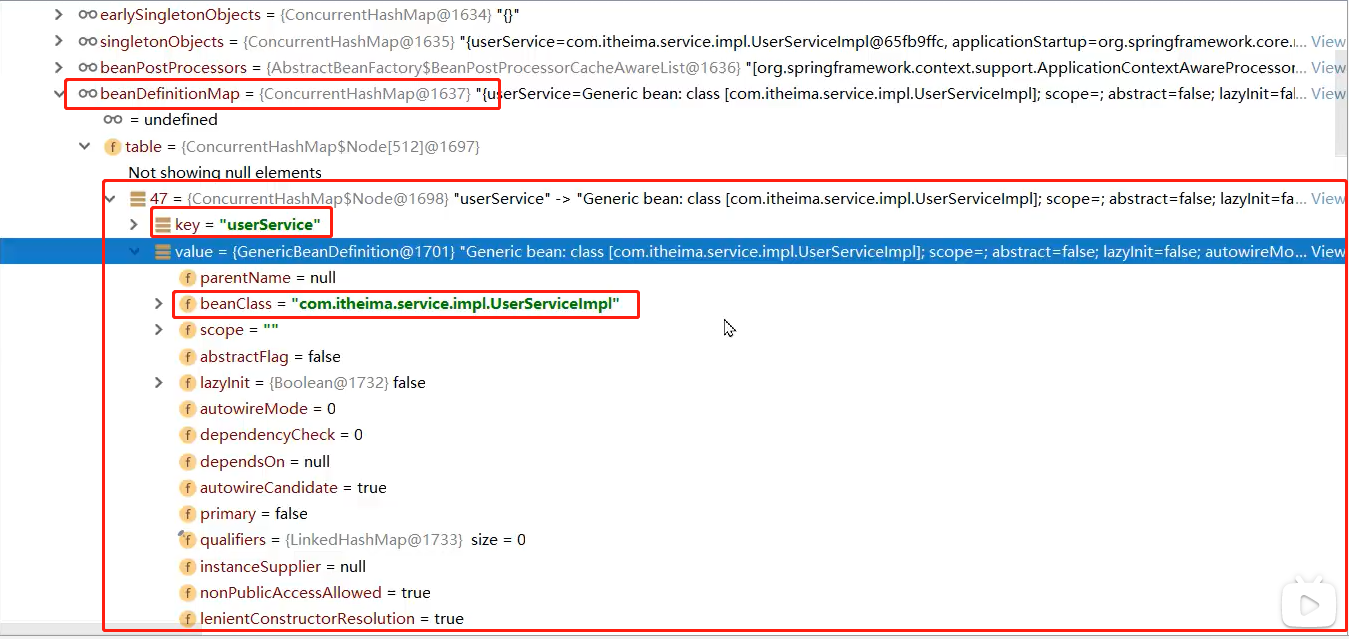 earlySingletonObjects = {ConcurrentHashMap@1634} "{}"
singletonObjects = {ConcurrentHashMap@1635} "{userService=com.itheima.service.impl.UserServiceImpl@65fb9ffc, applicationStartup=org.springframework.core.... View
beanPostProcessors = {AbstractBeanFactory$BeanPostProcessorCacheAwareList@1636} "[org.springframework.context.support.ApplicationContextAwareProcessor... View
beanDefinitionMap = {ConcurrentHashMap@1637} "{userService=Generic bean: class [com.itheima.service.impl.UserServiceImpl]; scope=; abstract=false; lazyInit=fal... View
= undefined
f table = {ConcurrentHashMap$Node[512]@1697}
Not showing null elements
47 = {ConcurrentHashMap$Node@1698} "userService" -> "Generic bean: class [com.itheima.service.impl.UserServiceImpl]; scope=; abstract=false; lazyInit=fa... View
key = "userService"
value = {GenericBeanDefinition@1701} "Generic bean: class [com.itheima.service.impl.UserServiceImpl]; scope=; abstract=false; lazyInit=false; autowireMo... View
f parentName = null
f beanClass = "com.itheima.service.impl.UserServiceImpl"
f scope = ""
f abstractFlag = false
f lazyInit = {Boolean@1732} false
f autowireMode = 0
f dependencyCheck = 0
f dependsOn = null
f autowireCandidate = true
f primary = false
f qualifiers = {LinkedHashMap@1733} size = 0
f instanceSupplier = null
f nonPublicAccessAllowed = true
f lenientConstructorResolution = true